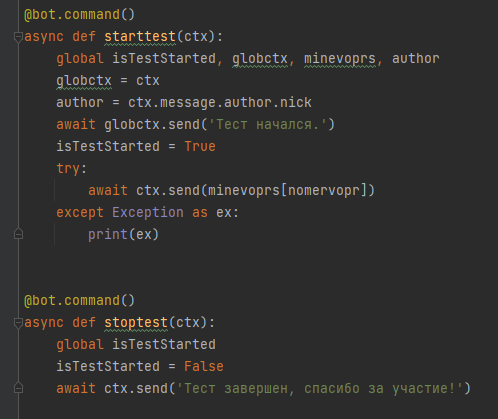 @bot.command()
async def starttest(ctx):
    global isTestStarted, globctx, minevoprs, author
    globctx = ctx
    author = ctx.message.author.nick
    await globctx.send('Тест начался.')
    isTestStarted = True
    try:
        await ctx.send(minevoprs[nomervopr])
    except Exception as ex:
        print(ex)
@bot.command()
async def stoptest(ctx):
    global isTestStarted
    isTestStarted = False
    await ctx.send('Тест завершен, спасибо за участие!')